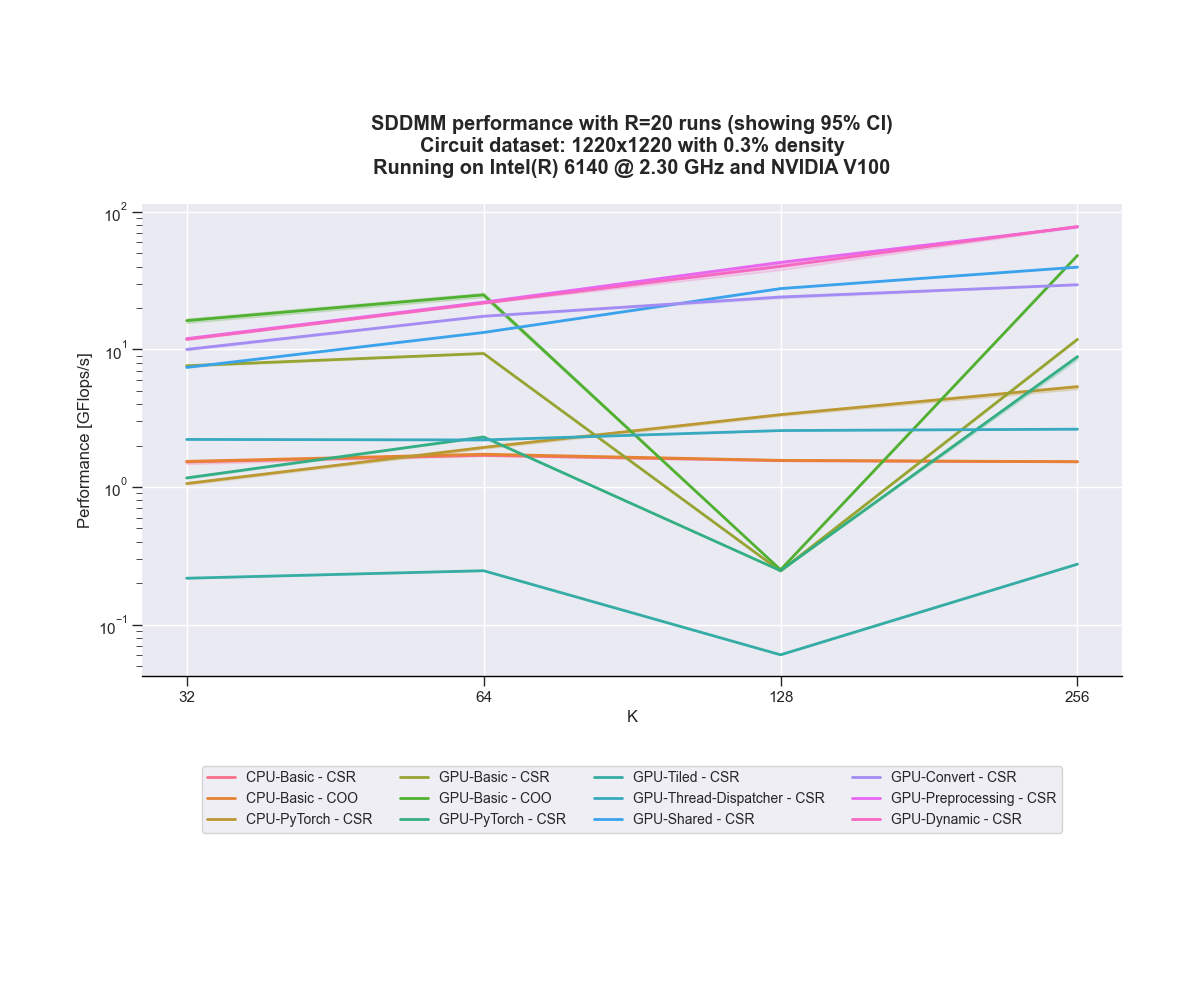 SDDMM performance with R=20 runs (showing 95% CI)
Circuit dataset: 1220x1220 with 0.3% density
Running on Intel(R) 6140 @ 2.30 GHz and NVIDIA V100
Performance [GFlops/s]
10^2
10^1
10^0
10^-1
32 64 128 256
K
CPU-Basic - CSR GPU-Basic - CSR GPU-Tiled - CSR GPU-Convert - CSR
CPU-Basic - COO GPU-Basic - COO GPU-Thread-Dispatcher - CSR GPU-Preprocessing - CSR
CPU-PyTorch - CSR GPU-PyTorch - CSR GPU-Shared - CSR GPU-Dynamic - CSR